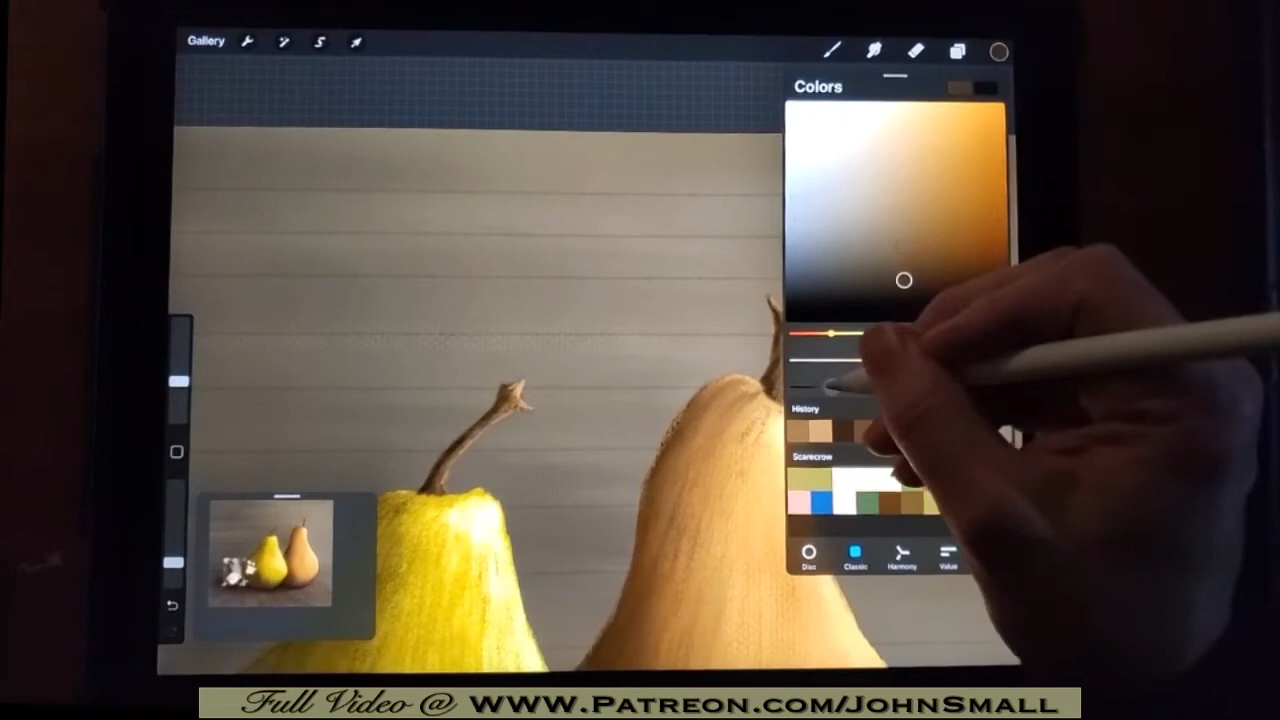 Gallery
Colors
History
Scarecrow
Disc Classic Harmony Value
Full Video @ www.Patreon.com/JohnSmall